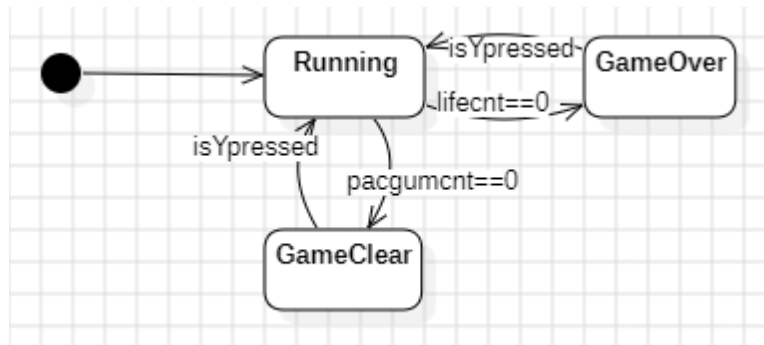 isYpressed
Running
GameOver
lifecnt==0
isYpressed
pacgumcnt==0
GameClear